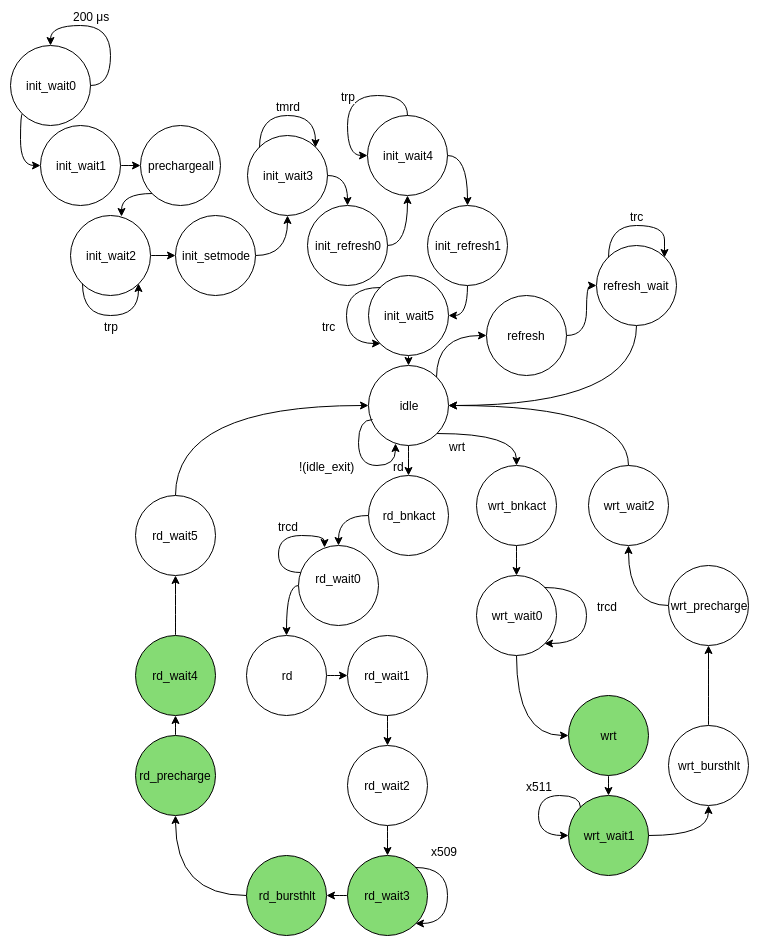 200 μs
init_wait0
trp
tmrd
init_wait4
init_wait1
prechargeall
init_wait3
trc
init_refresh0
init_refresh1
init_wait2
init_setmode
refresh_wait
trp
trc
init_wait5
refresh
idle
wrt
!(idle_exit)
rd
rd_wait5
rd_bnkact
wrt_bnkact
wrt_wait2
trcd
rd_wait0
wrt_wait0
trcd
wrt_precharge
rd_wait4
rd
rd_wait1
wrt
rd_precharge
rd_wait2
wrt_bursthlt
x511
wrt_wait1
x509
rd_bursthlt
rd_wait3